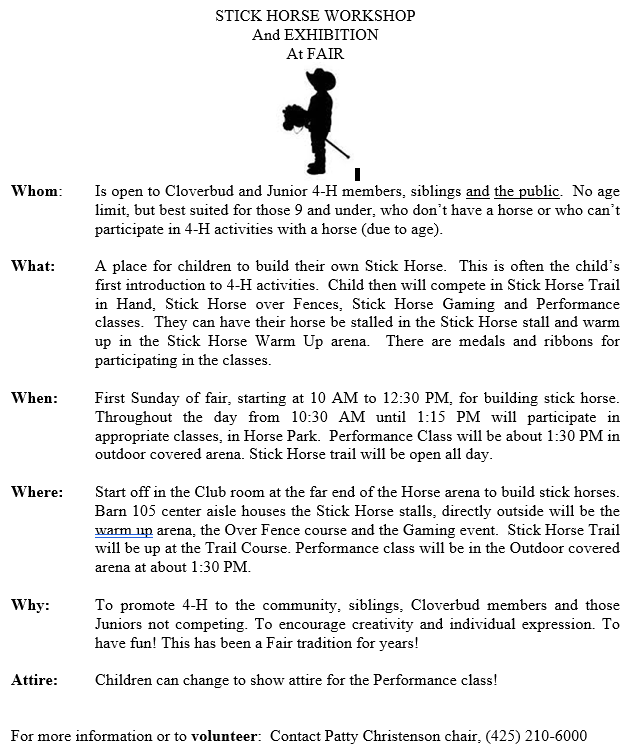 STICK HORSE WORKSHOP
And EXHIBITION
At FAIR
Whom: Is open to Cloverbud and Junior 4-H members, siblings and the public. No age
limit, but best suited for those 9 and under, who don't have a horse or who can't
participate in 4-H activities with a horse (due to age).
What: A place for children to build their own Stick Horse. This is often the child's
first introduction to 4-H activities. Child then will compete in Stick Horse Trail
in Hand, Stick Horse over Fences, Stick Horse Gaming and Performance
classes. They can have their horse be stalled in the Stick Horse stall and warm
up in the Stick Horse Warm Up arena. There are medals and ribbons for
participating in the classes.
When: First Sunday of fair, starting at 10 AM to 12:30 PM, for building stick horse.
Throughout the day from 10:30 AM until 1:15 PM will participate in
appropriate classes, in Horse Park. Performance Class will be about 1:30 PM in
outdoor covered arena. Stick Horse trail will be open all day.
Where: Start off in the Club room at the far end of the Horse arena to build stick horses.
Barn 105 center aisle houses the Stick Horse stalls, directly outside will be the
warm up arena, the Over Fence course and the Gaming event. Stick Horse Trail
will be up at the Trail Course. Performance class will be in the Outdoor covered
arena at about 1:30 PM.
Why: To promote 4-H to the community, siblings, Cloverbud members and those
Juniors not competing. To encourage creativity and individual expression. To
have fun! This has been a Fair tradition for years!
Attire: Children can change to show attire for the Performance class!
For more information or to volunteer: Contact Patty Christenson chair, (425) 210-6000